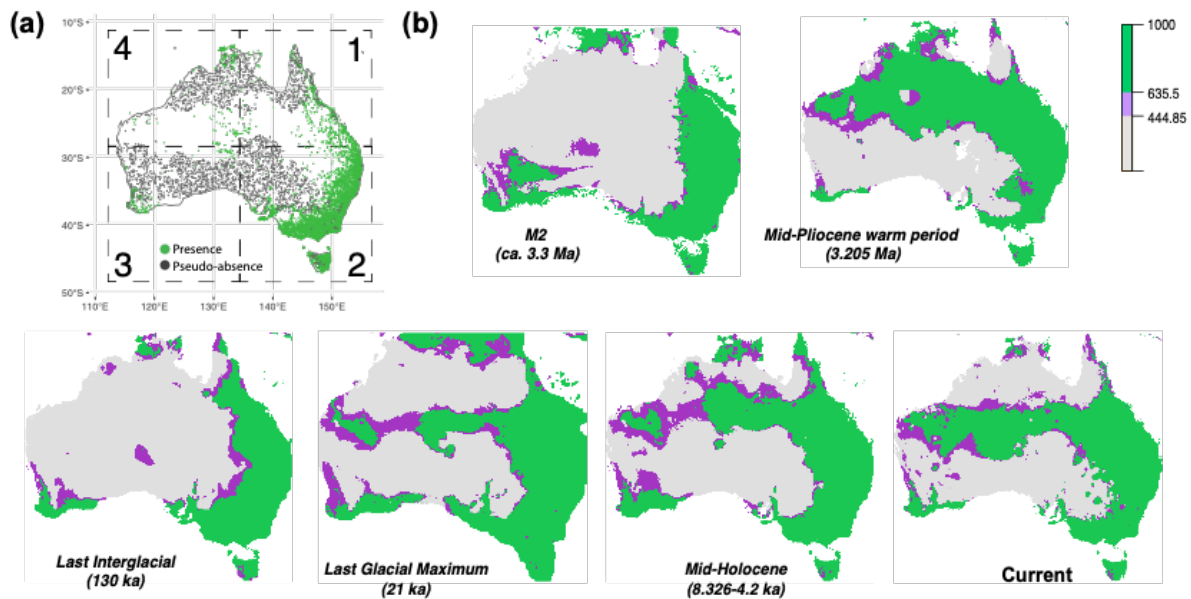 (a)
10°S
20°S
30°S
40°S
50°S
4
1
3
2
Presence
Pseudo-absence
110°E
120°E
130°E
140°E
150°E
(b)
M2
(ca. 3.3 Ma)
Mid-Pliocene warm period
(3.205 Ma)
1000
635.5
444.85
Last Interglacial
(130 ka)
Last Glacial Maximum
(21 ka)
Mid-Holocene
(8.326-4.2 ka)
Current